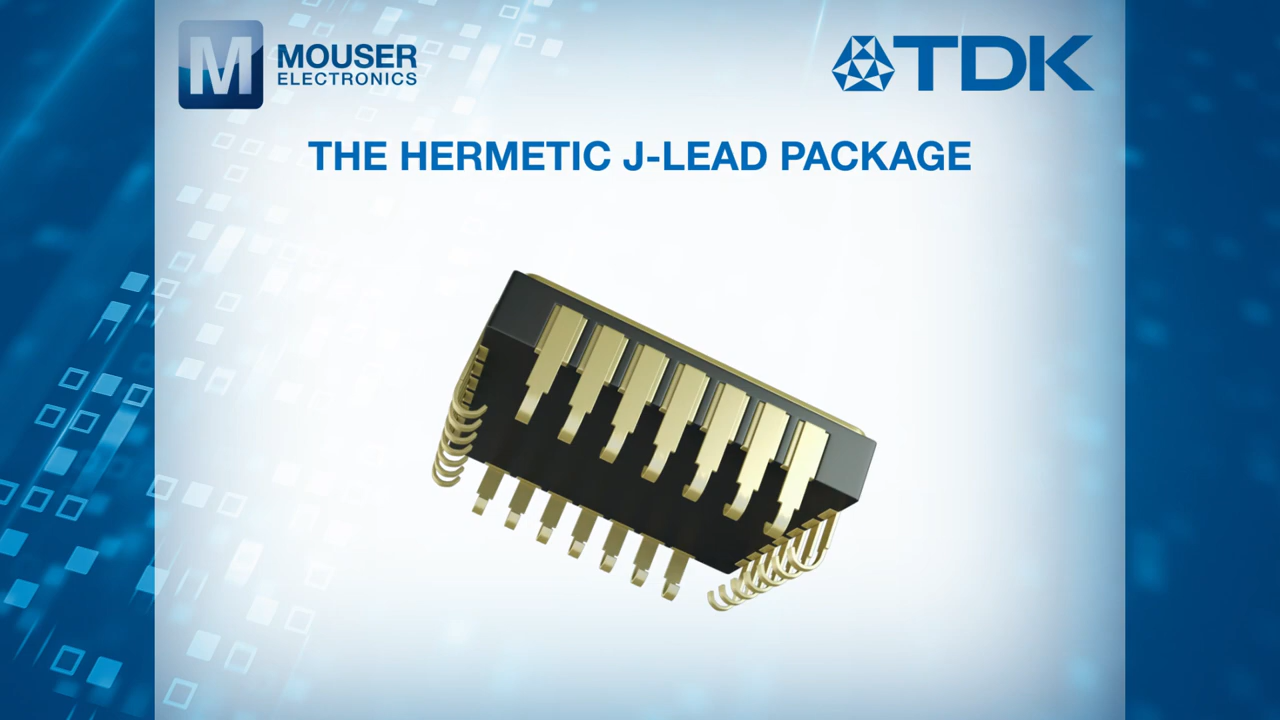 M
MOUSER
ELECTRONICS
TDK
THE HERMETIC J-LEAD PACKAGE